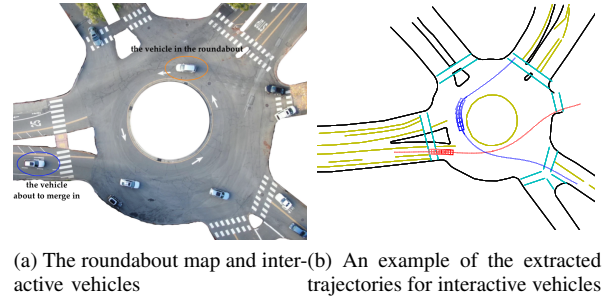 the vehicle in the roundabout
the vehicle
about to merge in
(a) The roundabout map and inter-
active vehicles
(b) An example of the extracted
trajectories for interactive vehicles